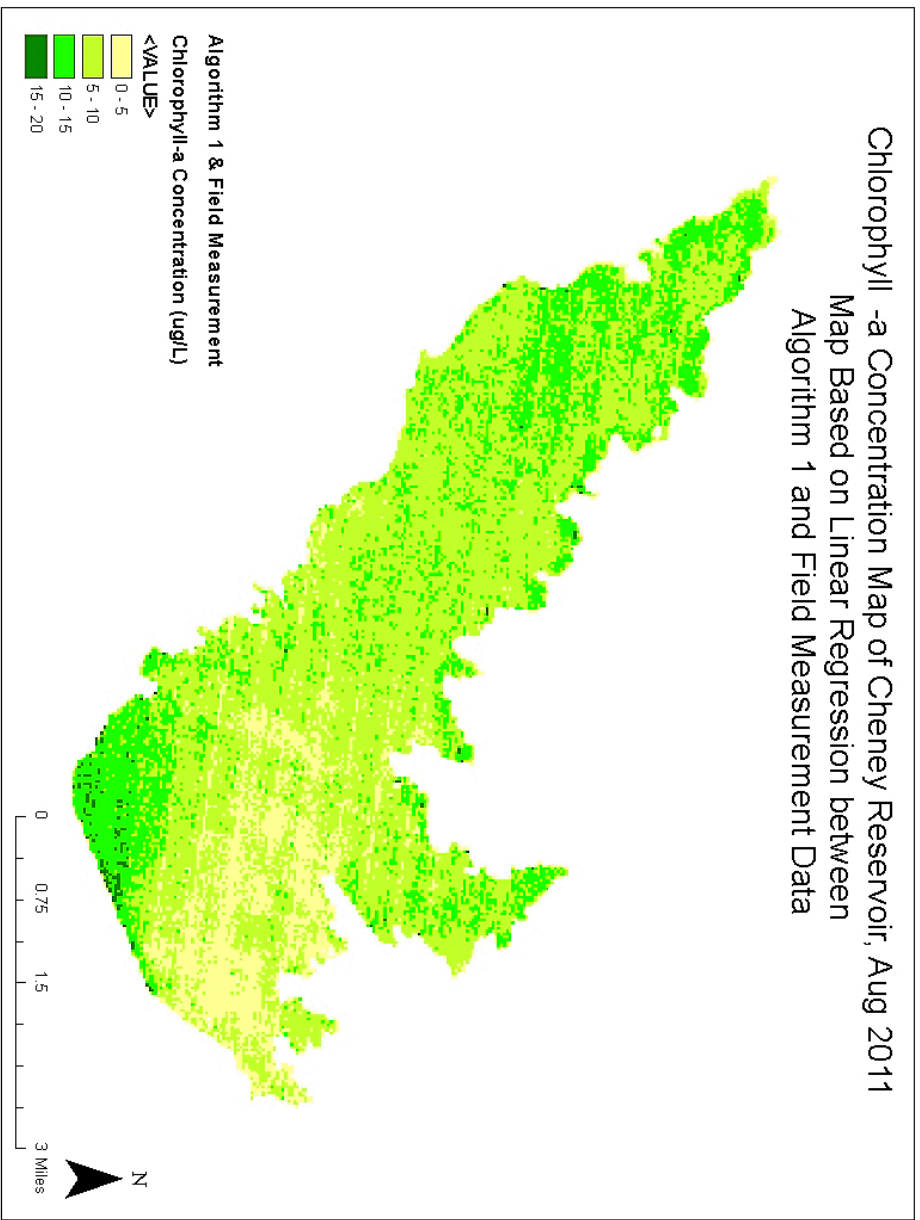 Chlorophyll -a Concentration Map of Cheney Reservoir, Aug 2011
Map Based on Linear Regression between
Algorithm 1 and Field Measurement Data
Algorithm 1 & Field Measurement
Chlorophyll-a Concentration (ug/L)
<VALUE>
0 - 5
5 - 10
10 - 15
15 - 20
N
0 0.75 1.5 3 Miles